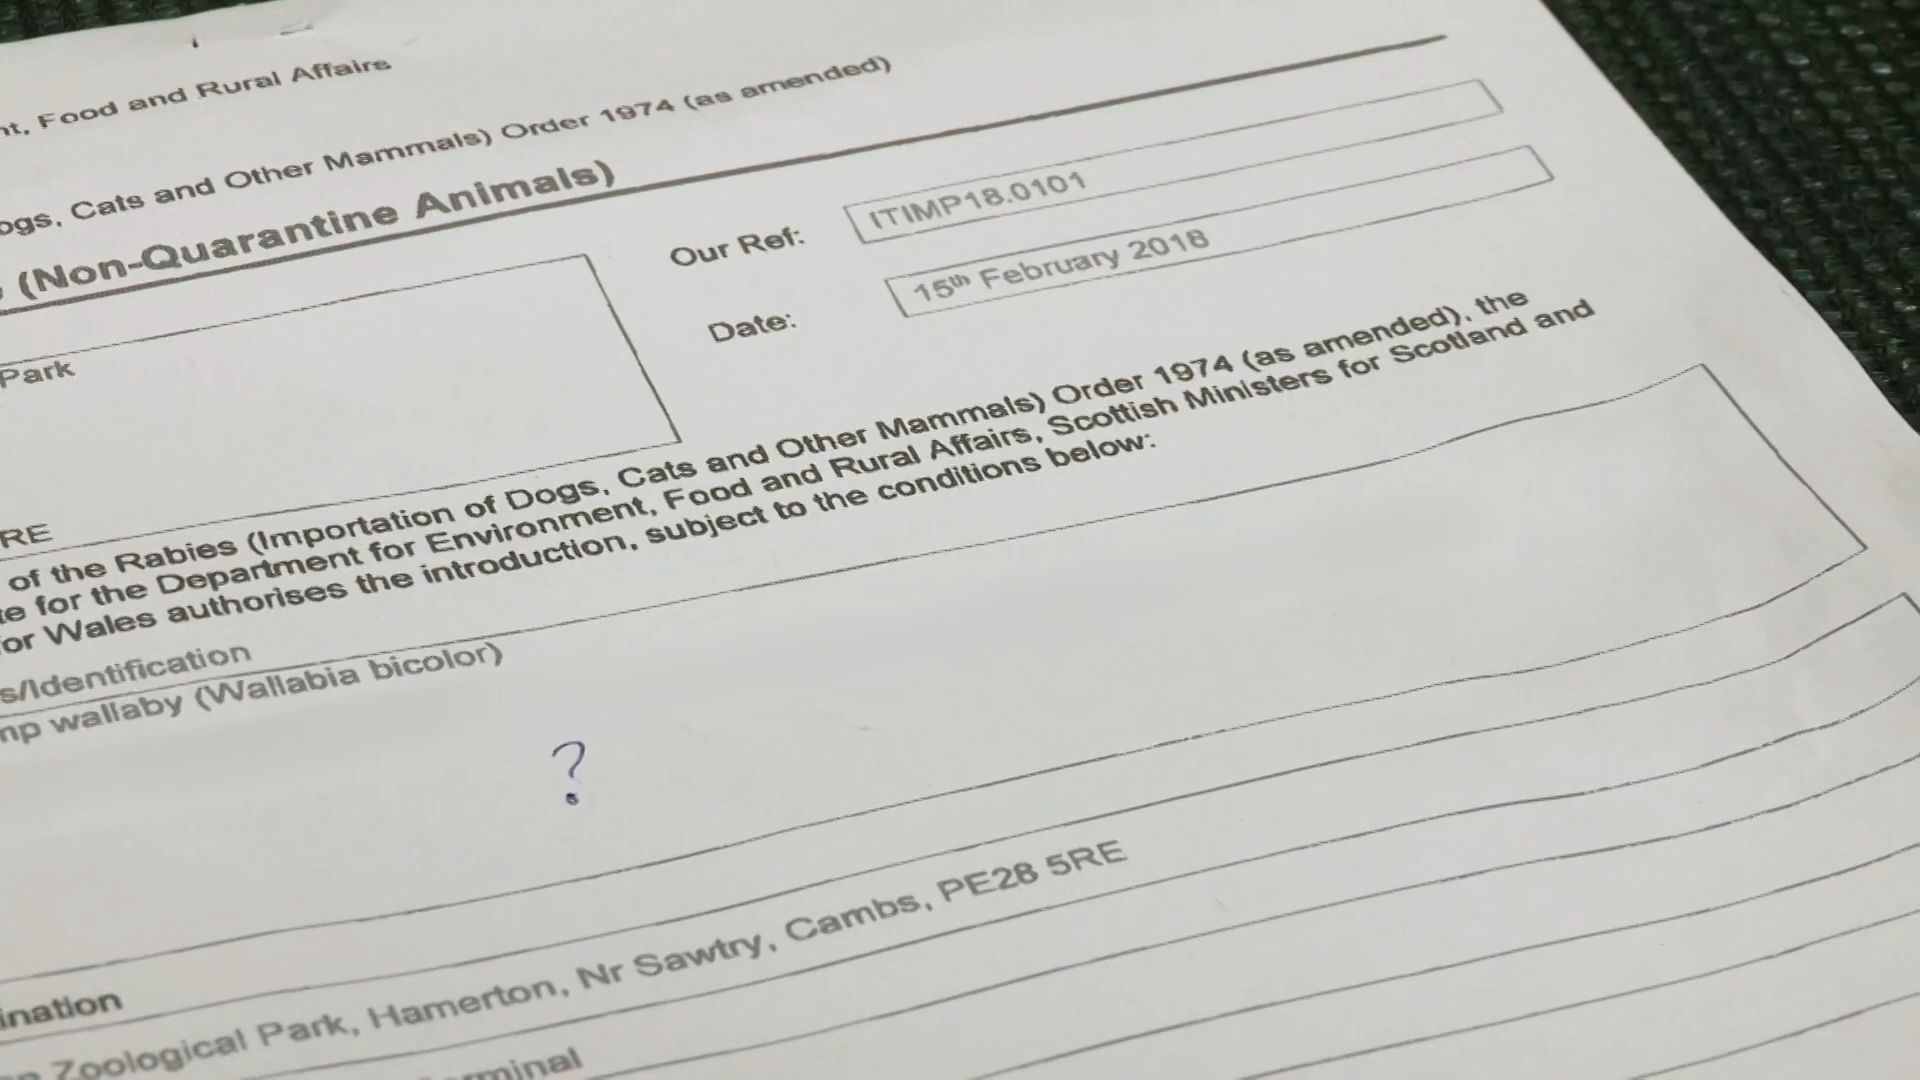 nt, Food and Rural Affairs
ogs, Cats and Other Mammals) Order 1974 (as amended)
(Non-Quarantine Animals)
Our Ref: ITIMP18.0101
Date: 15th February 2018
Park
RE
of the Rabies (Importation of Dogs, Cats and Other Mammals) Order 1974 (as amended), the
te for the Department for Environment, Food and Rural Affairs, Scottish Ministers for Scotland and
for Wales authorises the introduction, subject to the conditions below:
s/Identification
mp wallaby (Wallabia bicolor)
?
ination
Zoological Park, Hamerton, Nr Sawtry, Cambs, PE28 5RE
rminal